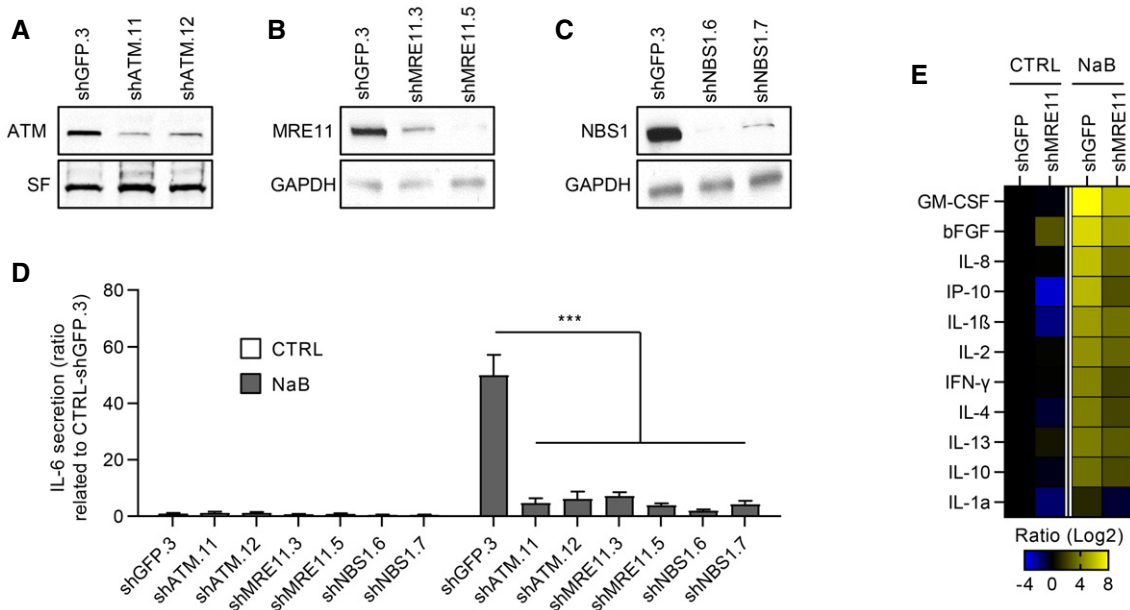 A
shGFP.3
shATM.11
shATM.12
ATM
SF
B
shGFP.3
shMRE11.3
shMRE11.5
MRE11
GAPDH
C
shGFP.3
shNBS1.6
shNBS1.7
NBS1
GAPDH
D
IL-6 secretion (ratio
related to CTRL-shGFP.3)
80
60
40
20
0
CTRL
NaB
***
shGFP.3
shATM.11
shATM.12
shMRE11.3
shMRE11.5
shNBS1.6
shNBS1.7
shGFP.3
shATM.11
shATM.12
shMRE11.3
shMRE11.5
shNBS1.6
shNBS1.7
E
CTRL NaB
shGFP
shMRE11
shGFP
shMRE11
GM-CSF
bFGF
IL-8
IP-10
IL-1ß
IL-2
IFN-γ
IL-4
IL-13
IL-10
IL-1a
Ratio (Log2)
-4 0 4 8